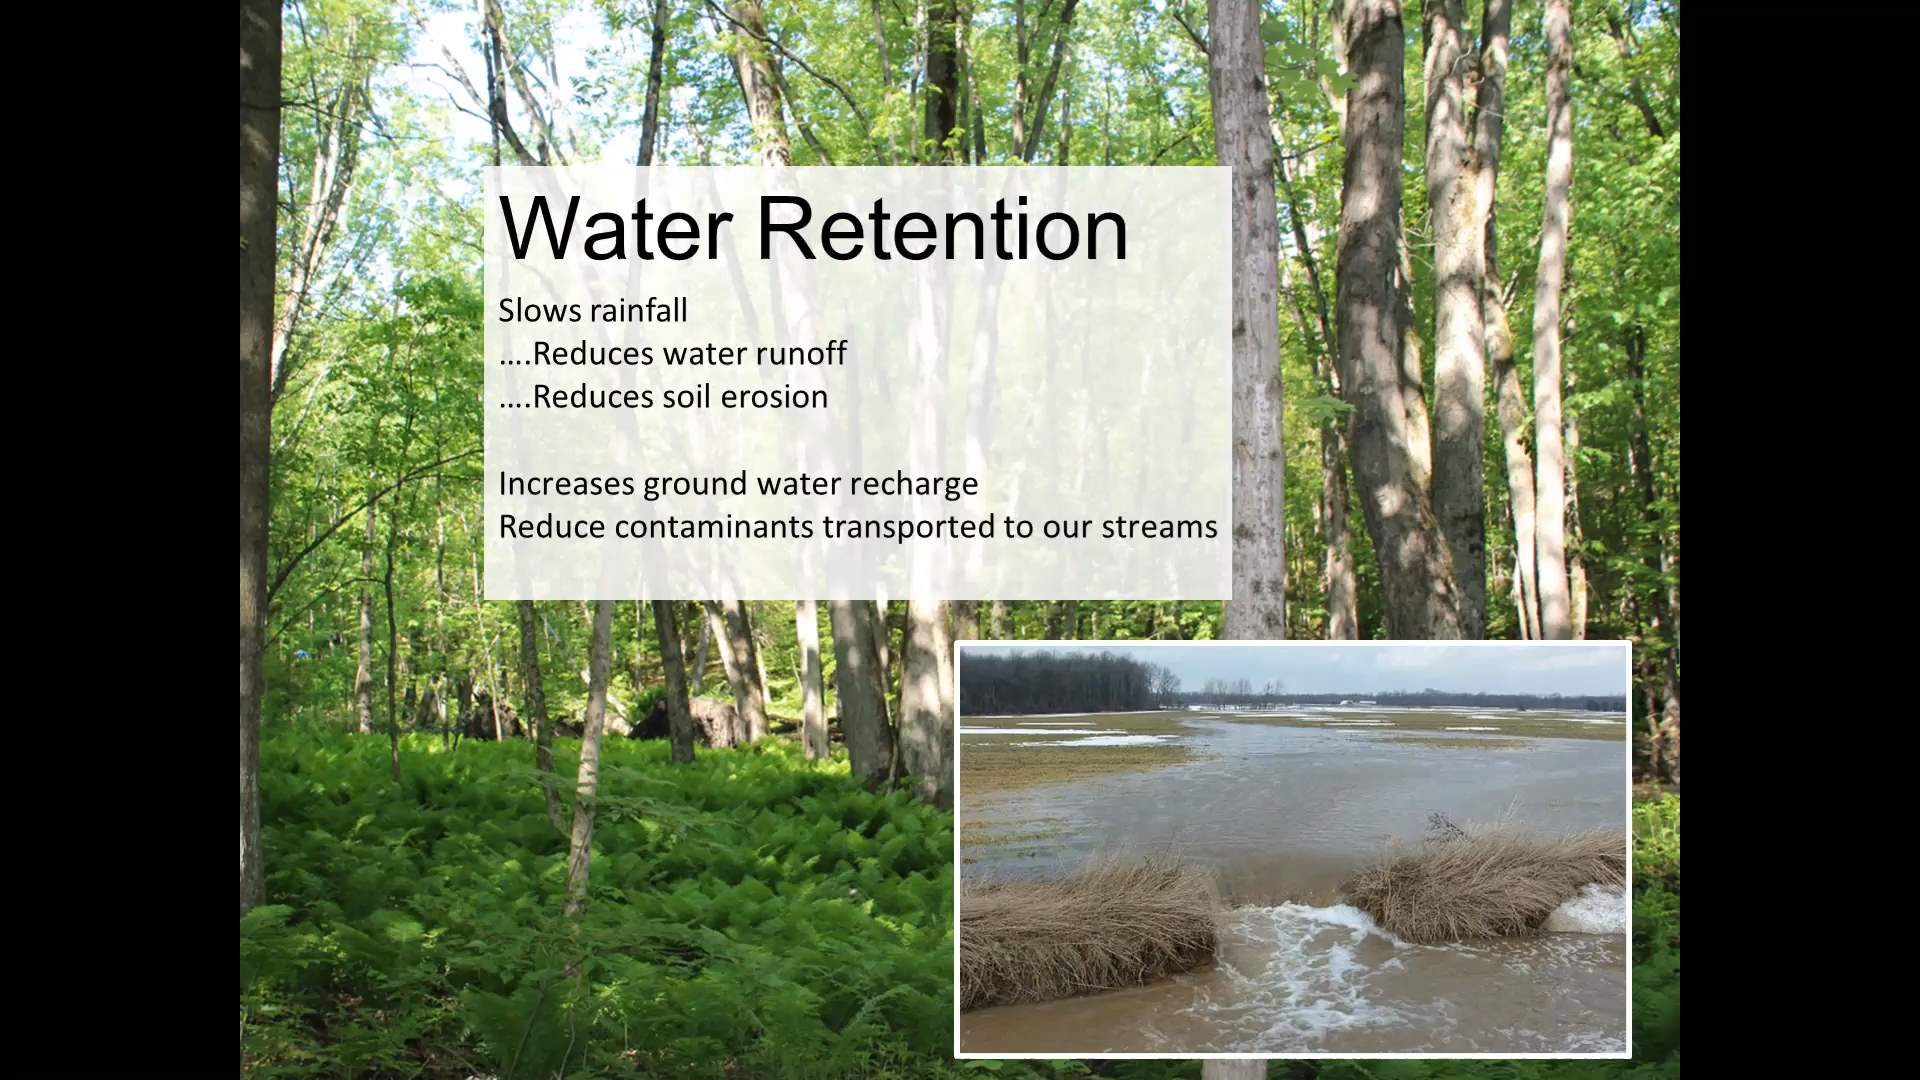 Water Retention
Slows rainfall
....Reduces water runoff
....Reduces soil erosion
Increases ground water recharge
Reduce contaminants transported to our streams